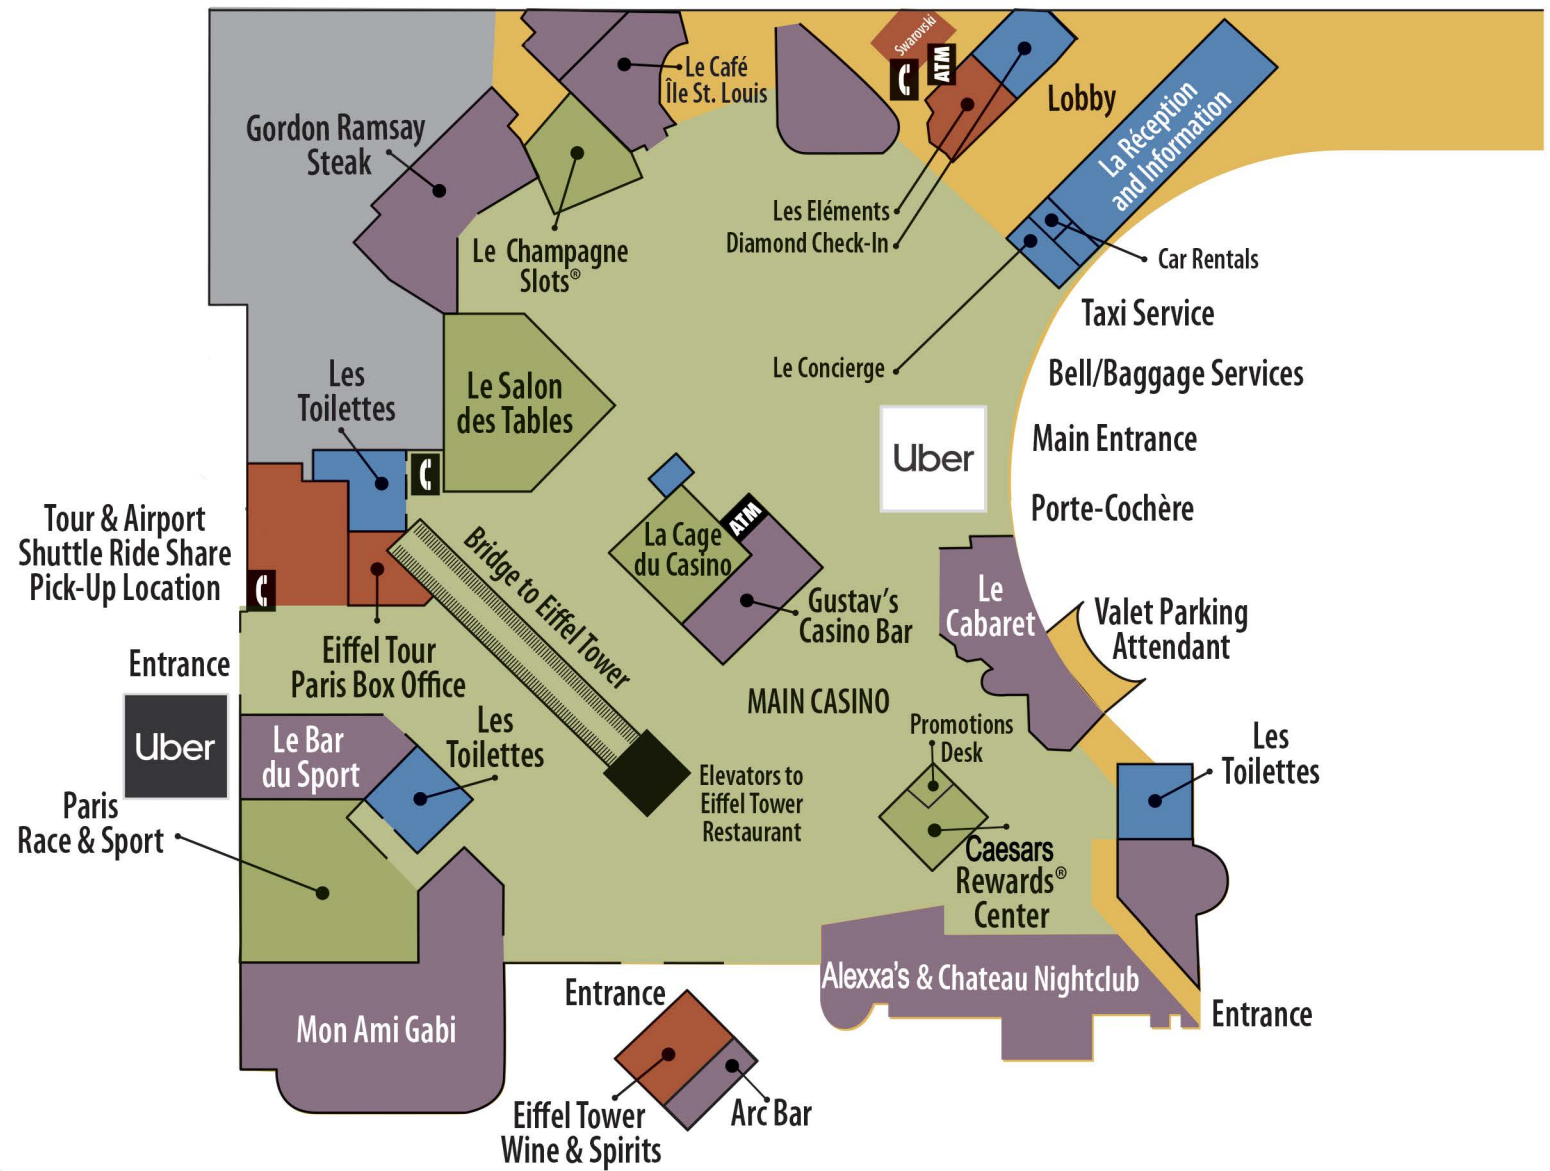 Swarovski
ATM
Le Café
Île St. Louis
Lobby
La Réception
and Information
Gordon Ramsay
Steak
Les Eléments
Diamond Check-In
Le Champagne
Slots®
Car Rentals
Taxi Service
Le Concierge
Bell/Baggage Services
Les
Toilettes
Le Salon
des Tables
Main Entrance
Uber
Porte-Cochère
Tour & Airport
Shuttle Ride Share
Pick-Up Location
Bridge to Eiffel Tower
ATM
La Cage
du Casino
Gustav's
Casino Bar
Le
Cabaret
Valet Parking
Attendant
Eiffel Tour
Paris Box Office
Entrance
Uber
MAIN CASINO
Le Bar
du Sport
Les
Toilettes
Promotions
Desk
Les
Toilettes
Elevators to
Eiffel Tower
Restaurant
Paris
Race & Sport
Caesars
Rewards®
Center
Alexxa's & Chateau Nightclub
Entrance
Entrance
Mon Ami Gabi
Eiffel Tower
Wine & Spirits
Arc Bar